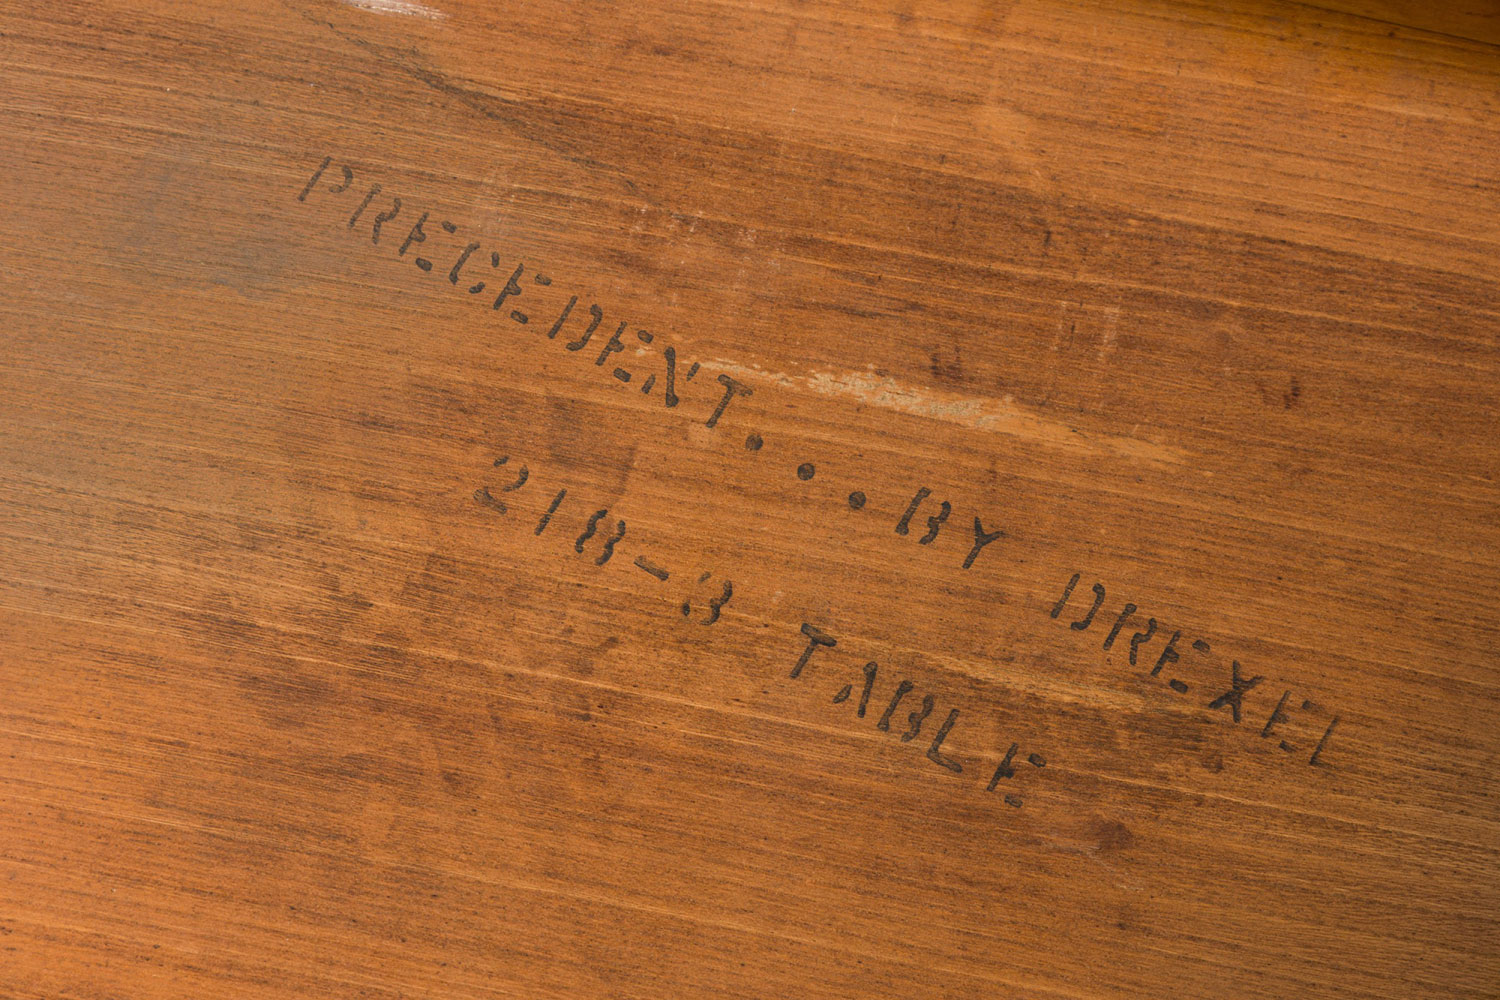 PRECEDENT...BY DREXEL
218-3 TABLE